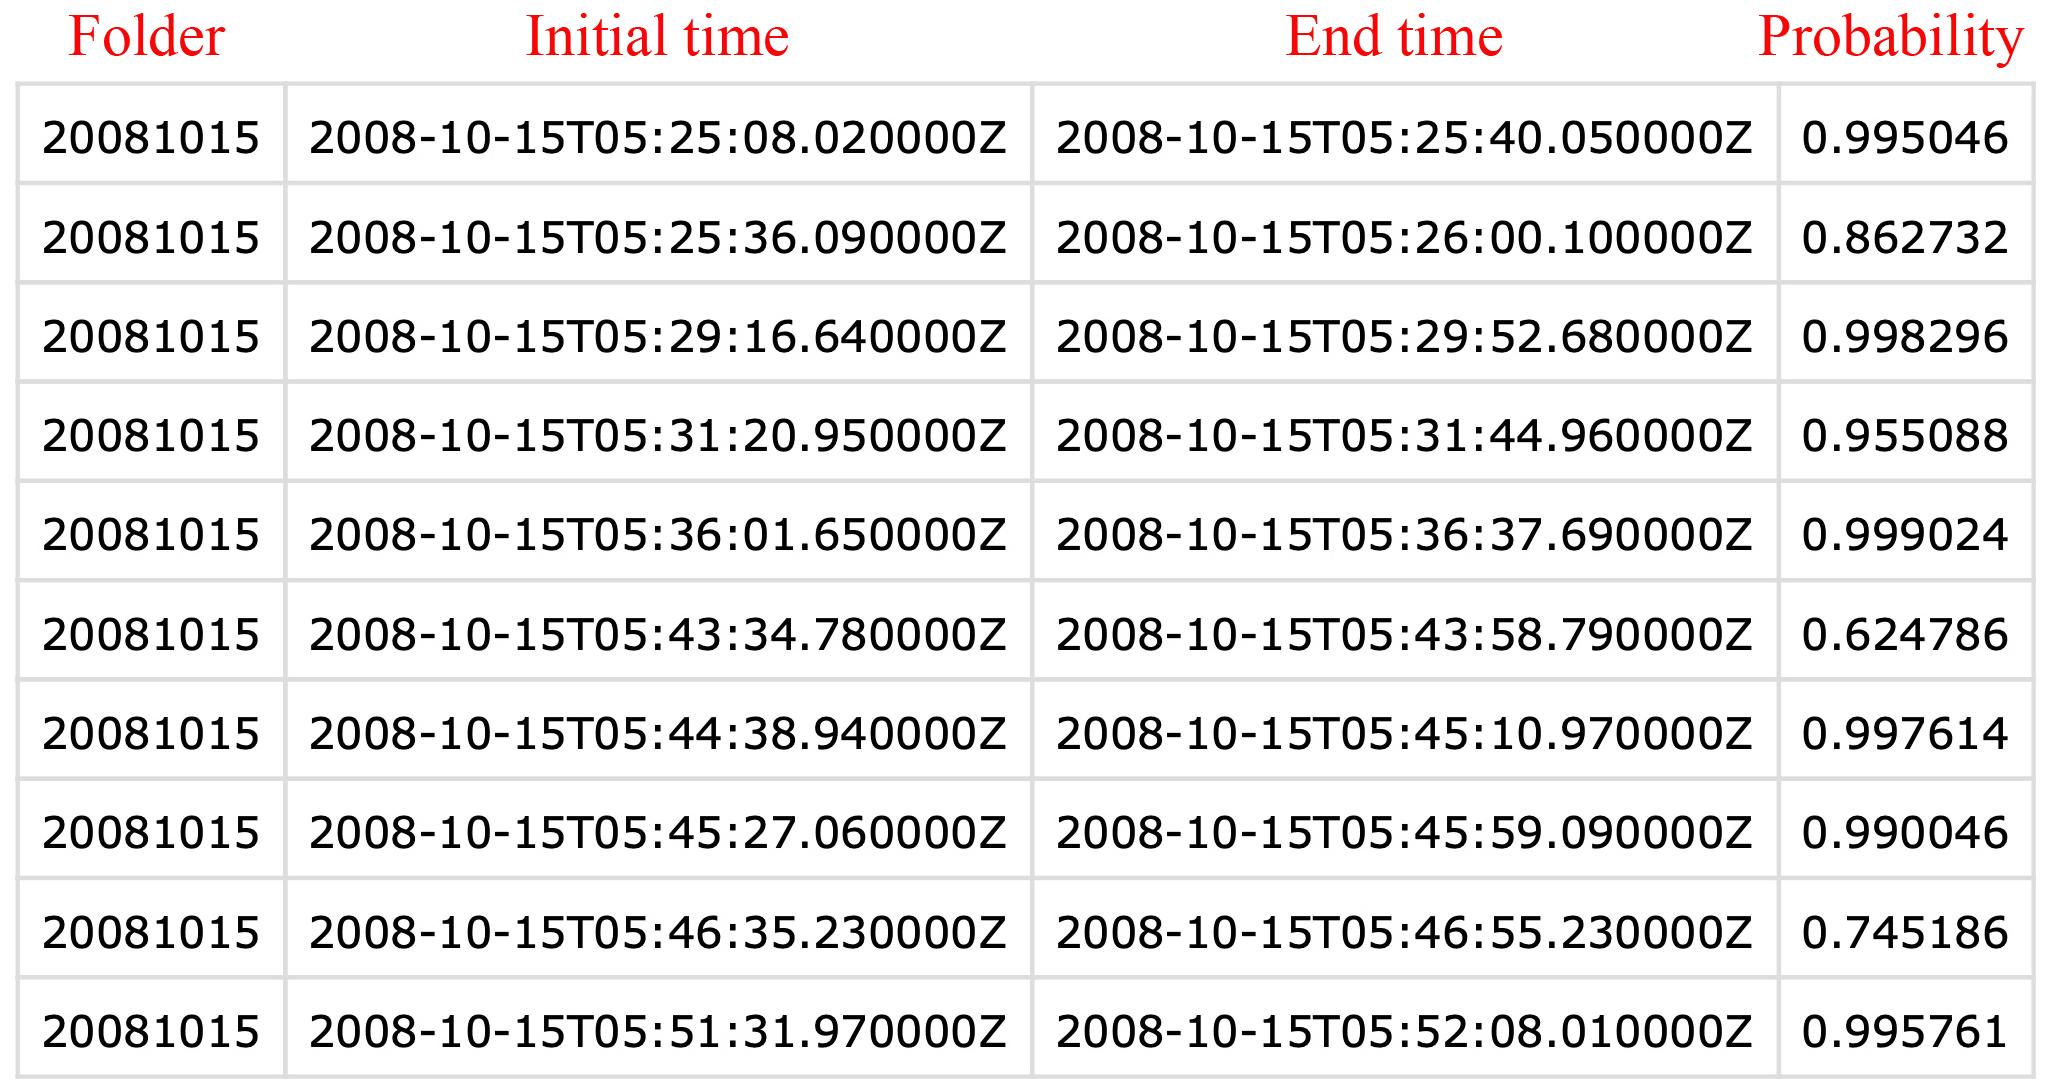 Folder Initial time End time Probability
20081015 2008-10-15T05:25:08.020000Z 2008-10-15T05:25:40.050000Z 0.995046
20081015 2008-10-15T05:25:36.090000Z 2008-10-15T05:26:00.100000Z 0.862732
20081015 2008-10-15T05:29:16.640000Z 2008-10-15T05:29:52.680000Z 0.998296
20081015 2008-10-15T05:31:20.950000Z 2008-10-15T05:31:44.960000Z 0.955088
20081015 2008-10-15T05:36:01.650000Z 2008-10-15T05:36:37.690000Z 0.999024
20081015 2008-10-15T05:43:34.780000Z 2008-10-15T05:43:58.790000Z 0.624786
20081015 2008-10-15T05:44:38.940000Z 2008-10-15T05:45:10.970000Z 0.997614
20081015 2008-10-15T05:45:27.060000Z 2008-10-15T05:45:59.090000Z 0.990046
20081015 2008-10-15T05:46:35.230000Z 2008-10-15T05:46:55.230000Z 0.745186
20081015 2008-10-15T05:51:31.970000Z 2008-10-15T05:52:08.010000Z 0.995761